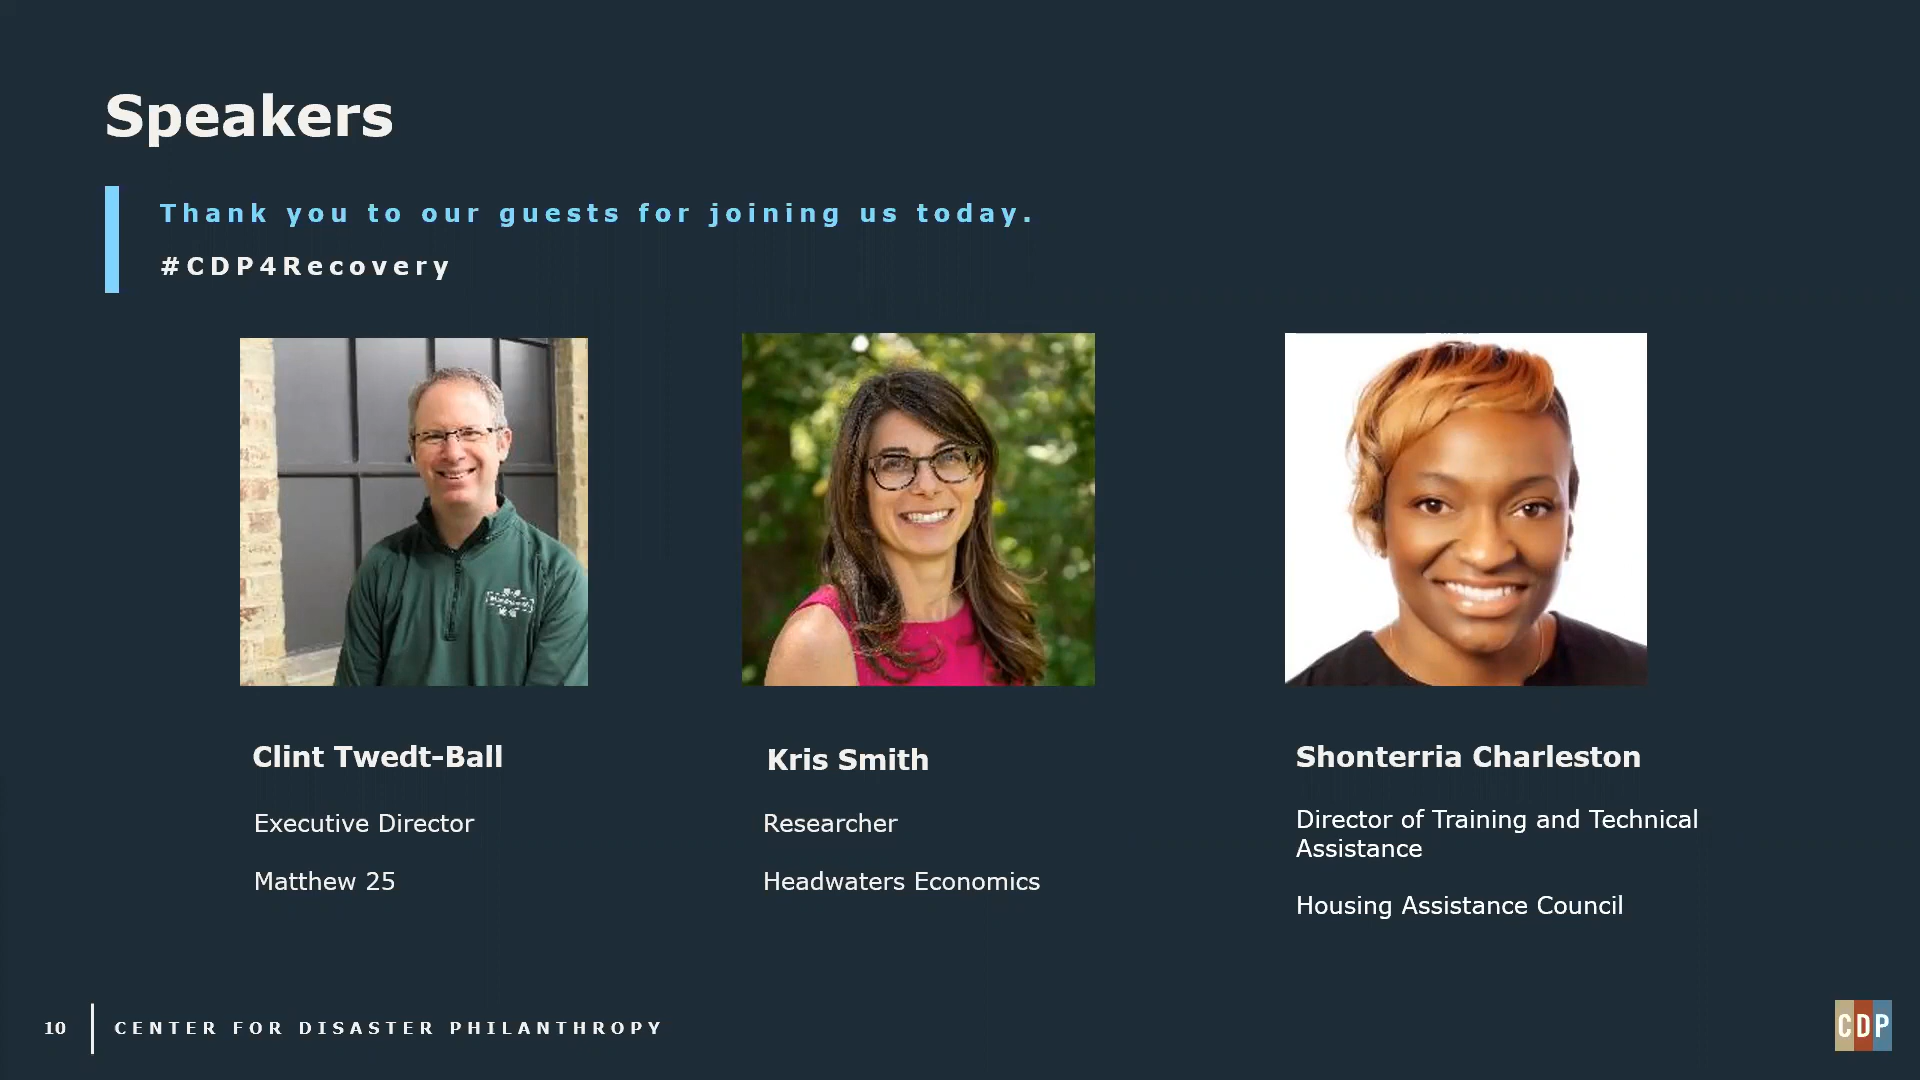 Speakers
Thank you to our guests for joining us today.
#CDP4Recovery
Clint Twedt-Ball
Executive Director
Matthew 25
Kris Smith
Researcher
Headwaters Economics
Shonterria Charleston
Director of Training and Technical
Assistance
Housing Assistance Council
10
CENTER FOR DISASTER PHILANTHROPY
CDP